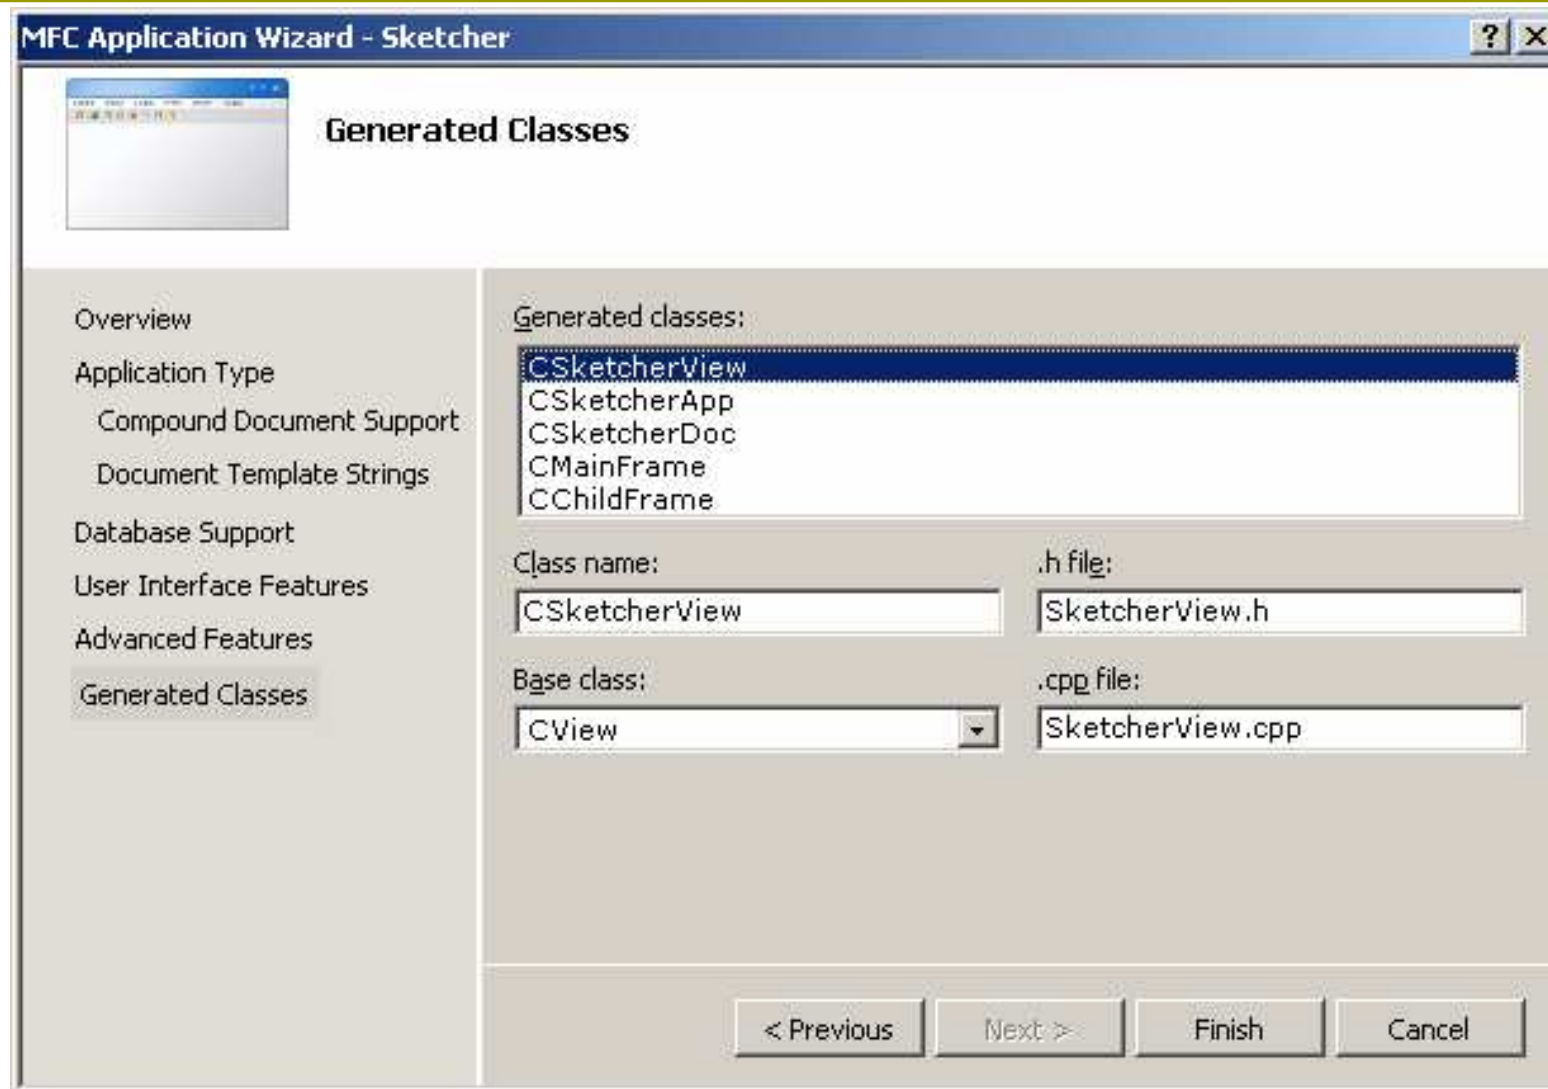 MFC Application Wizard - Sketcher
Generated Classes
Overview
Application Type
Compound Document Support
Document Template Strings
Database Support
User Interface Features
Advanced Features
Generated Classes
Generated classes:
CSketcherView
CSketcherApp
CSketcherDoc
CMainFrame
CChildFrame
Class name:
.h file:
CSketcherView
SketcherView.h
Base class:
.cpp file:
CView
SketcherView.cpp
< Previous
Next >
Finish
Cancel